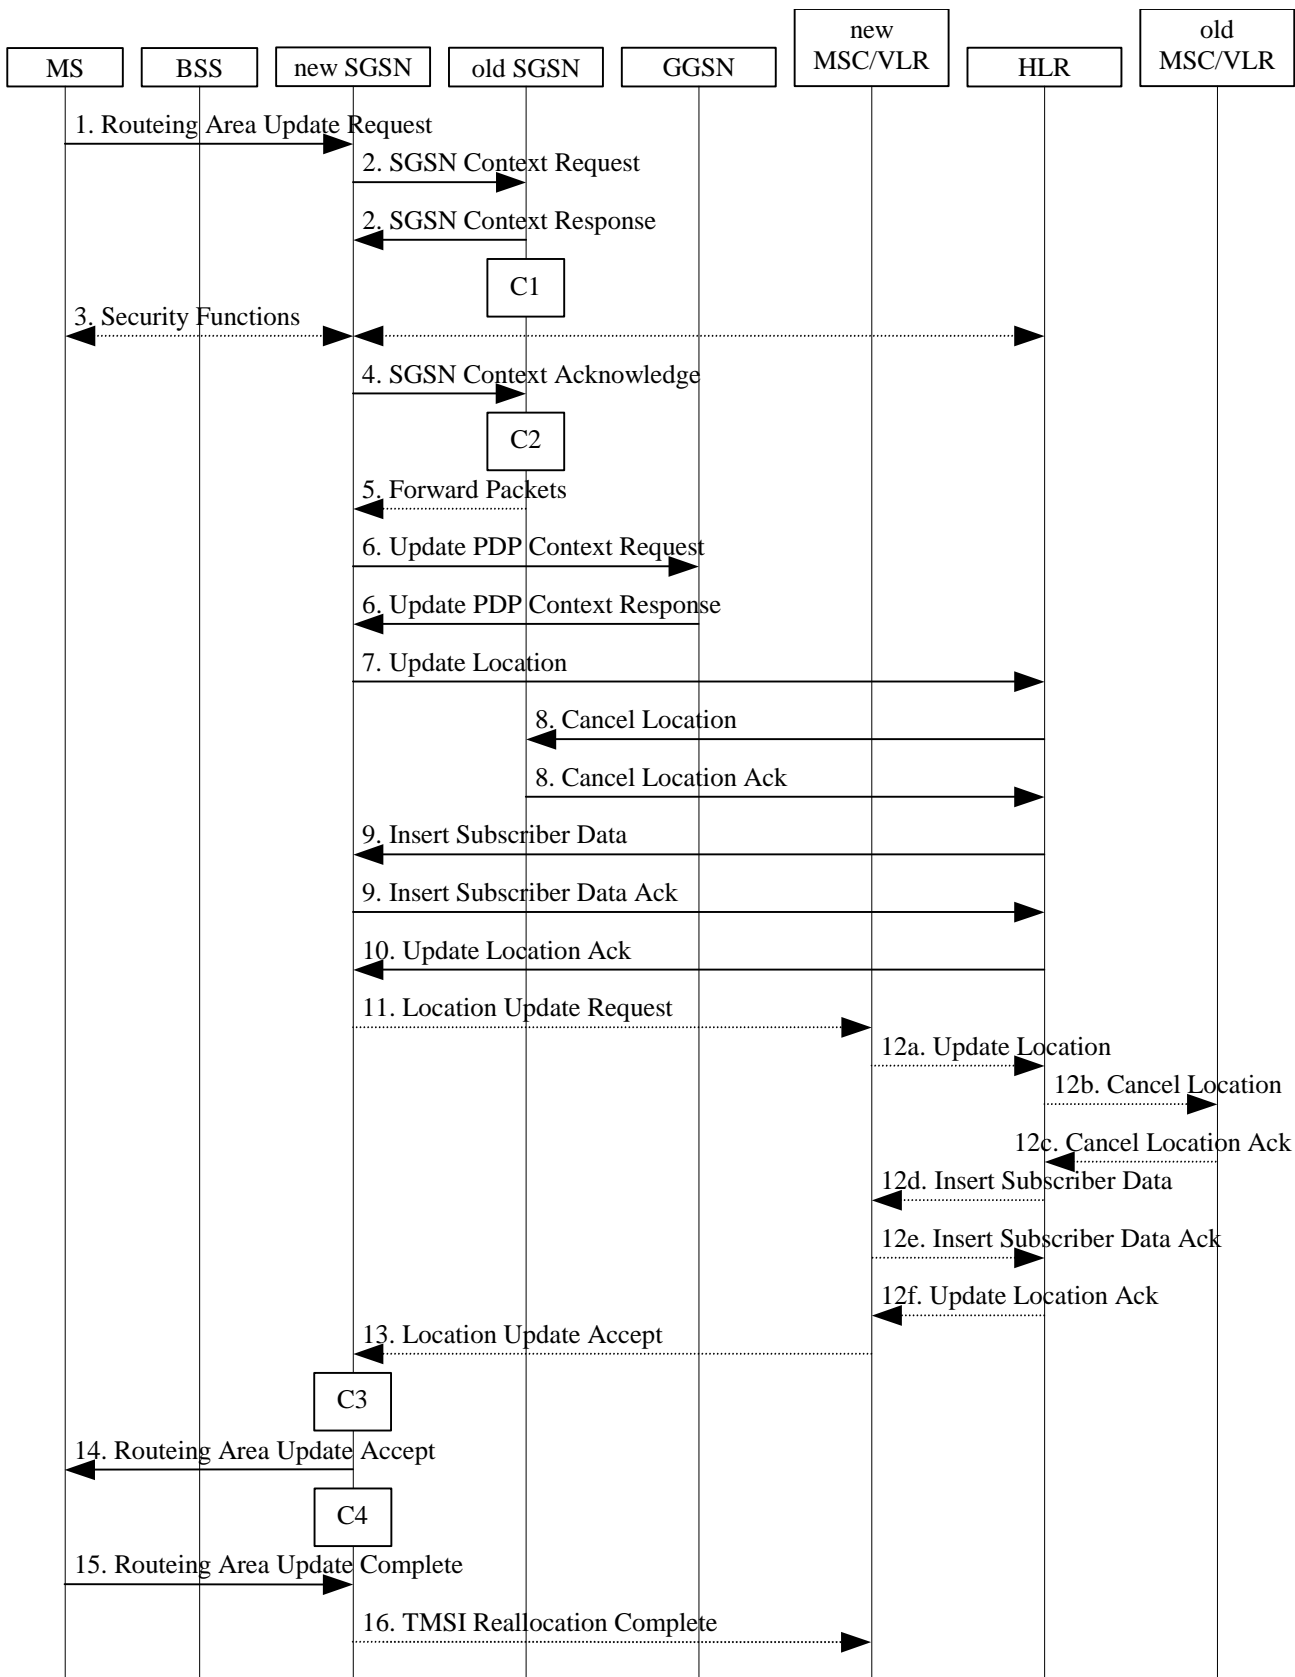 new
MSC/VLR
old
MSC/VLR
MS
BSS
new SGSN
old SGSN
GGSN
HLR
1. Routeing Area Update Request
2. SGSN Context Request
2. SGSN Context Response
C1
3. Security Functions
4. SGSN Context Acknowledge
C2
5. Forward Packets
6. Update PDP Context Request
6. Update PDP Context Response
7. Update Location
8. Cancel Location
8. Cancel Location Ack
9. Insert Subscriber Data
9. Insert Subscriber Data Ack
10. Update Location Ack
11. Location Update Request
12a. Update Location
12b. Cancel Location
12c. Cancel Location Ack
12d. Insert Subscriber Data
12e. Insert Subscriber Data Ack
12f. Update Location Ack
13. Location Update Accept
C3
14. Routeing Area Update Accept
C4
15. Routeing Area Update Complete
16. TMSI Reallocation Complete